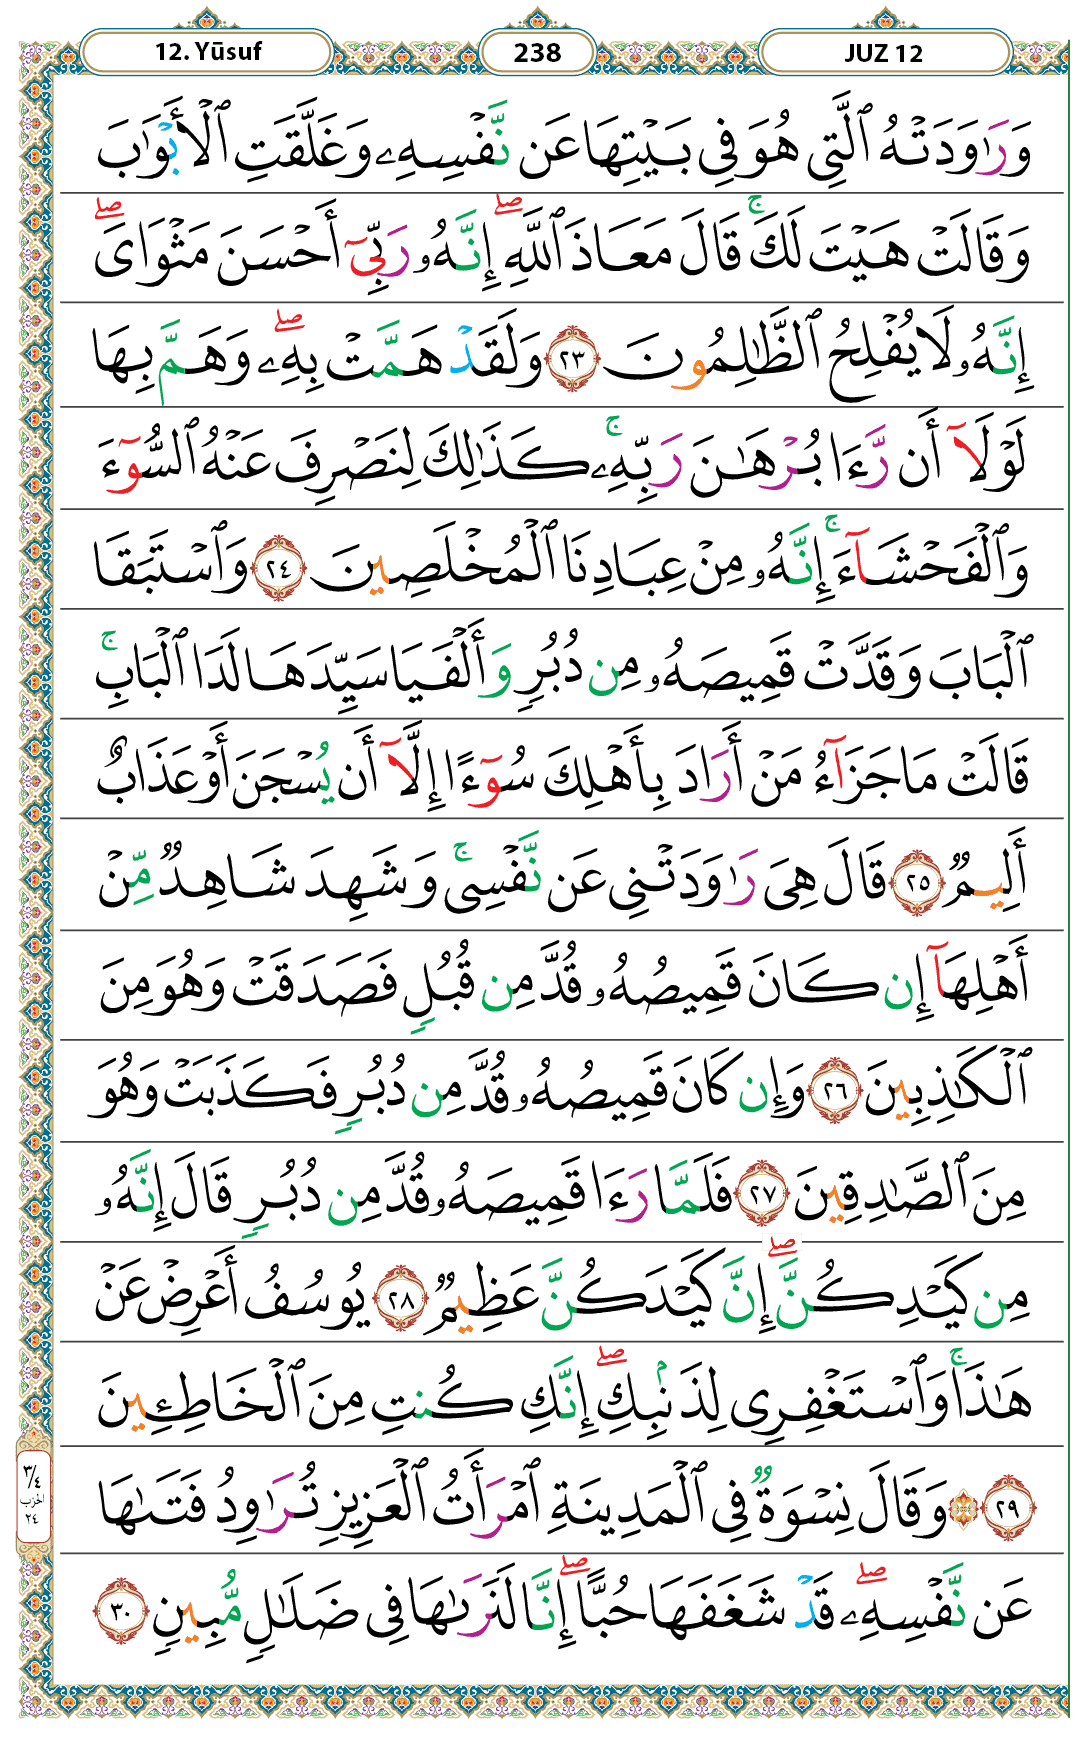 12. Yūsuf
238
JUZ 12
وَرَٰوَدَتْهُ ٱلَّتِى هُوَ فِى بَيْتِهَا عَن نَّفْسِهِۦ وَغَلَّقَتِ ٱلْأَبْوَٰبَ
وَقَالَتْ هَيْتَ لَكَ ۚ قَالَ مَعَاذَ ٱللَّهِ ۖ إِنَّهُۥ رَبِّىٓ أَحْسَنَ مَثْوَاىَ ۖ
إِنَّهُۥ لَا يُفْلِحُ ٱلظَّٰلِمُونَ ٢٣ وَلَقَدْ هَمَّتْ بِهِۦ ۖ وَهَمَّ بِهَا
لَوْلَآ أَن رَّءَا بُرْهَٰنَ رَبِّهِۦ ۚ كَذَٰلِكَ لِنَصْرِفَ عَنْهُ ٱلسُّوٓءَ
وَٱلْفَحْشَآءَ ۚ إِنَّهُۥ مِنْ عِبَادِنَا ٱلْمُخْلَصِينَ ٢٤ وَٱسْتَبَقَا
ٱلْبَابَ وَقَدَّتْ قَمِيصَهُۥ مِن دُبُرٍ وَأَلْفَيَا سَيِّدَهَا لَدَا ٱلْبَابِ ۚ
قَالَتْ مَا جَزَآءُ مَنْ أَرَادَ بِأَهْلِكَ سُوٓءًا إِلَّآ أَن يُسْجَنَ أَوْ عَذَابٌ
أَلِيمٌ ٢٥ قَالَ هِىَ رَٰوَدَتْنِى عَن نَّفْسِى ۚ وَشَهِدَ شَاهِدٌ مِّنْ
أَهْلِهَآ إِن كَانَ قَمِيصُهُۥ قُدَّ مِن قُبُلٍ فَصَدَقَتْ وَهُوَ مِنَ
ٱلْكَٰذِبِينَ ٢٦ وَإِن كَانَ قَمِيصُهُۥ قُدَّ مِن دُبُرٍ فَكَذَبَتْ وَهُوَ
مِنَ ٱلصَّٰدِقِينَ ٢٧ فَلَمَّا رَءَا قَمِيصَهُۥ قُدَّ مِن دُبُرٍ قَالَ إِنَّهُۥ
مِن كَيْدِكُنَّ ۖ إِنَّ كَيْدَكُنَّ عَظِيمٌ ٢٨ يُوسُفُ أَعْرِضْ عَنْ
هَٰذَا ۚ وَٱسْتَغْفِرِى لِذَنۢبِكِ ۖ إِنَّكِ كُنتِ مِنَ ٱلْخَاطِـِٔينَ
٢٩ ۞ وَقَالَ نِسْوَةٌ فِى ٱلْمَدِينَةِ ٱمْرَأَتُ ٱلْعَزِيزِ تُرَٰوِدُ فَتَىٰهَا
عَن نَّفْسِهِۦ ۖ قَدْ شَغَفَهَا حُبًّا ۖ إِنَّا لَنَرَىٰهَا فِى ضَلَٰلٍ مُّبِينٍ ٣٠
٣/٤
الحزب
٢٤